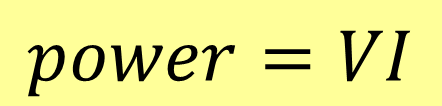 power = VI